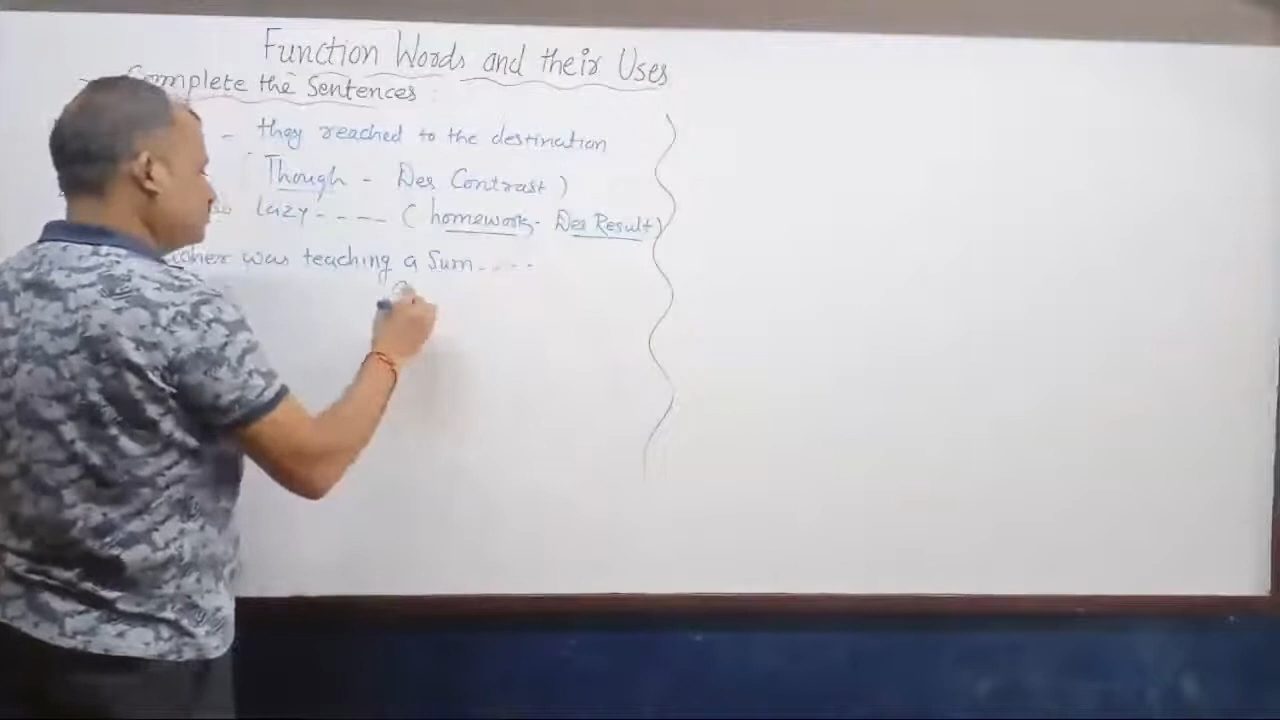 Function Words and their Uses
Complete the Sentences :
- they reached to the destination
Though - Des Contrast )
lazy - - - - ( homework - Des Result )
was teaching a Sum - - - -